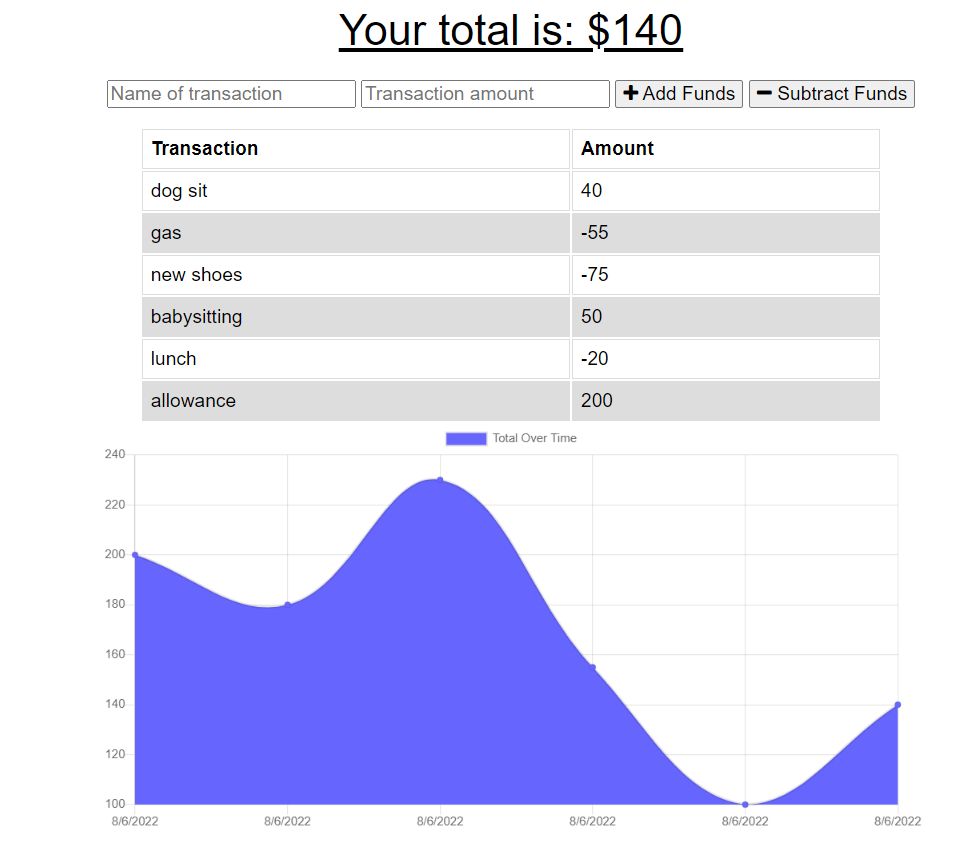 Your total is: $140
Name of transaction Transaction amount + Add Funds − Subtract Funds
Transaction Amount
dog sit 40
gas -55
new shoes -75
babysitting 50
lunch -20
allowance 200
Total Over Time
240
220
200
180
160
140
120
100
8/6/2022 8/6/2022 8/6/2022 8/6/2022 8/6/2022 8/6/2022